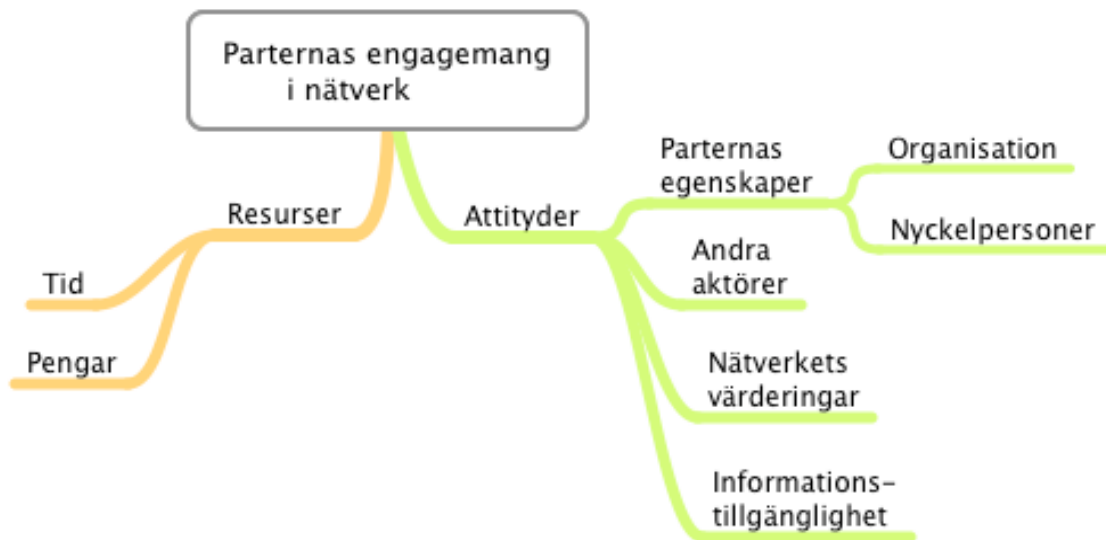 Parternas engagemang
i nätverk
Resurser
Tid
Pengar
Attityder
Parternas
egenskaper
Organisation
Nyckelpersoner
Andra
aktörer
Nätverkets
värderingar
Informations-
tillgänglighet